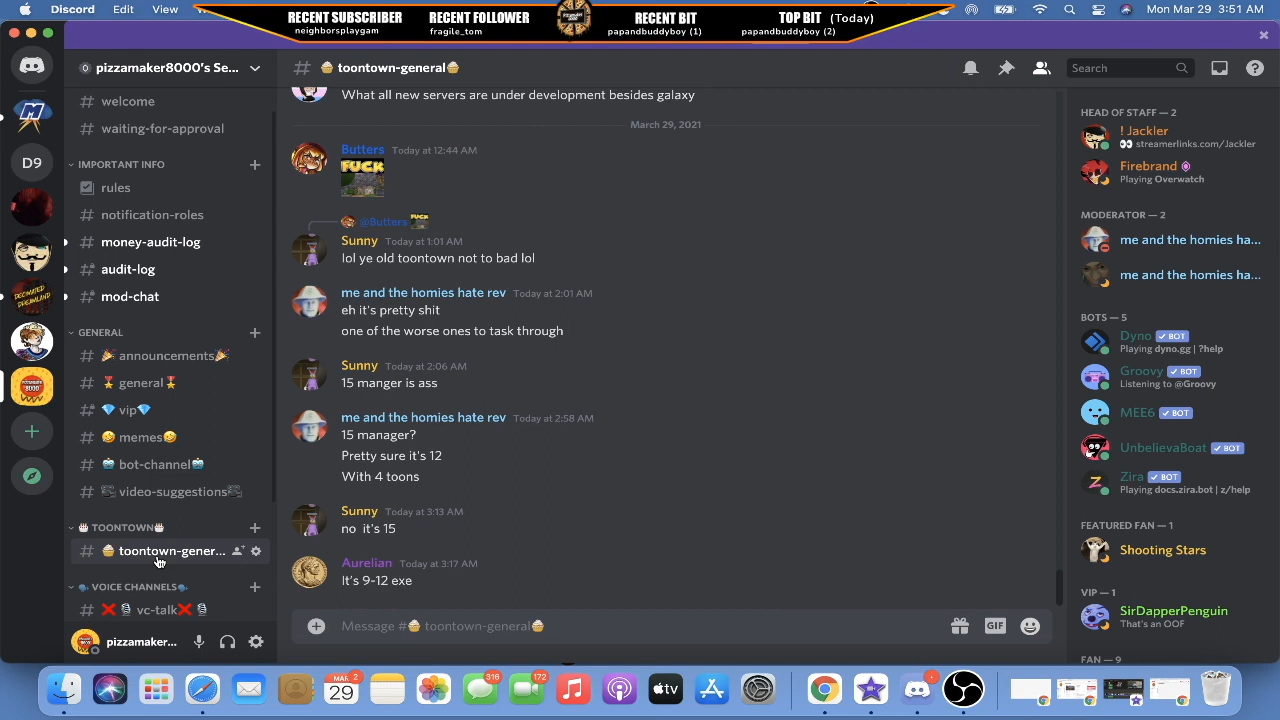 Discord Edit View
Mon Mar 29 3:51 AM
RECENT SUBSCRIBER
neighborsplaygam
RECENT FOLLOWER
fragile_tom
RECENT BIT
papandbuddyboy (1)
TOP BIT (Today)
papandbuddyboy (2)
pizzamaker8000's Se...
# 🧁 toontown-general🧁
Search
D9
DECIMATED DREAMLAND
PIZZAMAKER 8000
# welcome
# waiting-for-approval
IMPORTANT INFO
rules
# notification-roles
# money-audit-log
# audit-log
# mod-chat
GENERAL
# 🎉 announcements🎉
# 🎖 general🎖
# 💎 vip💎
# 🤣 memes🤣
# 🤖 bot-channel🤖
# 🎬 video-suggestions🎬
🎂 TOONTOWN🎂
# 🧁 toontown-gener...
🗣 VOICE CHANNELS🗣
# ❌ 🎙 vc-talk❌ 🎙
pizzamaker...
What all new servers are under development besides galaxy
March 29, 2021
Butters Today at 12:44 AM
FUCK
@Butters FUCK
Sunny Today at 1:01 AM
lol ye old toontown not to bad lol
me and the homies hate rev Today at 2:01 AM
eh it's pretty shit
one of the worse ones to task through
Sunny Today at 2:06 AM
15 manger is ass
me and the homies hate rev Today at 2:58 AM
15 manager?
Pretty sure it's 12
With 4 toons
Sunny Today at 3:13 AM
no it's 15
Aurelian Today at 3:17 AM
It's 9-12 exe
Message #🧁 toontown-general🧁
GIF
HEAD OF STAFF — 2
! Jackler
👀 streamerlinks.com/Jackler
Firebrand
Playing Overwatch
MODERATOR — 2
me and the homies ha...
me and the homies ha...
BOTS — 5
Dyno ✓ BOT
Playing dyno.gg | ?help
Groovy ✓ BOT
Listening to @Groovy
MEE6 ✓ BOT
UnbelievaBoat ✓ BOT
Zira ✓ BOT
Playing docs.zira.bot | z/help
FEATURED FAN — 1
Shooting Stars
VIP — 1
SirDapperPenguin
That's an OOF
FAN — 9
MAR 2
29
316
172
tv